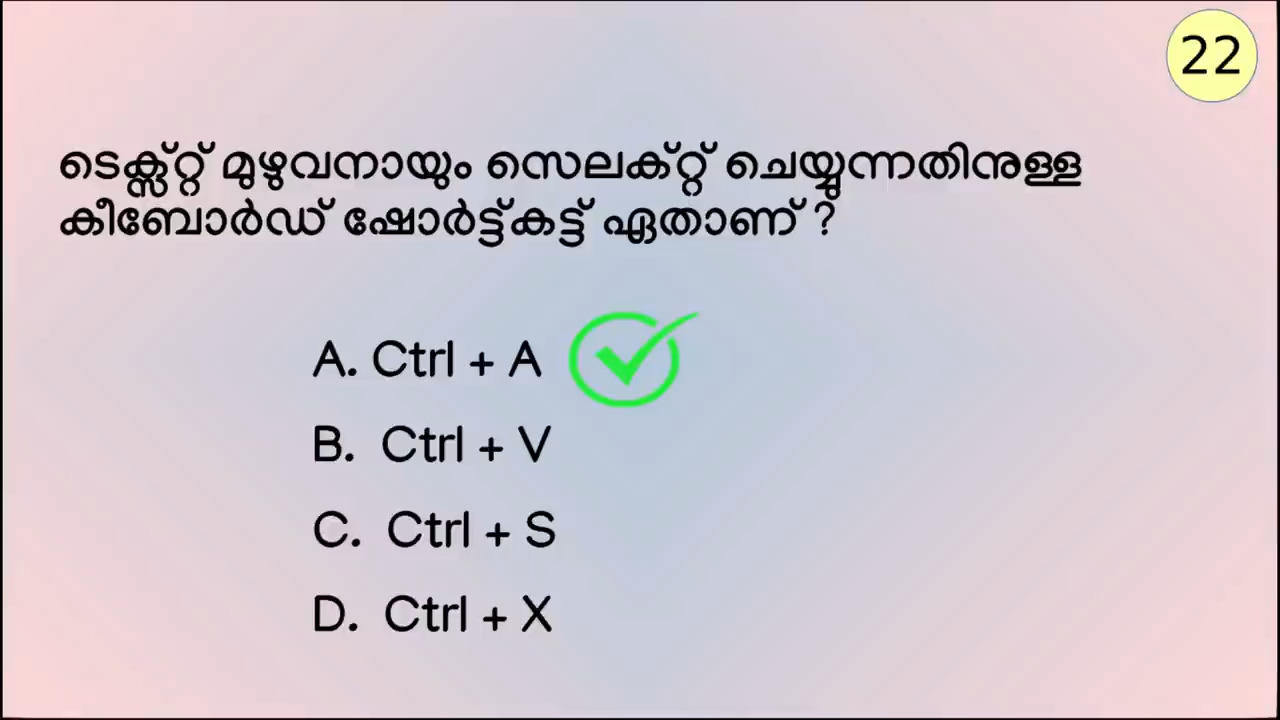 22
ടെക്സ്റ്റ് മുഴുവനായും സെലക്റ്റ് ചെയ്യുന്നതിനുള്ള
കീബോർഡ് ഷോർട്ട്കട്ട് ഏതാണ് ?
A. Ctrl + A
B. Ctrl + V
C. Ctrl + S
D. Ctrl + X